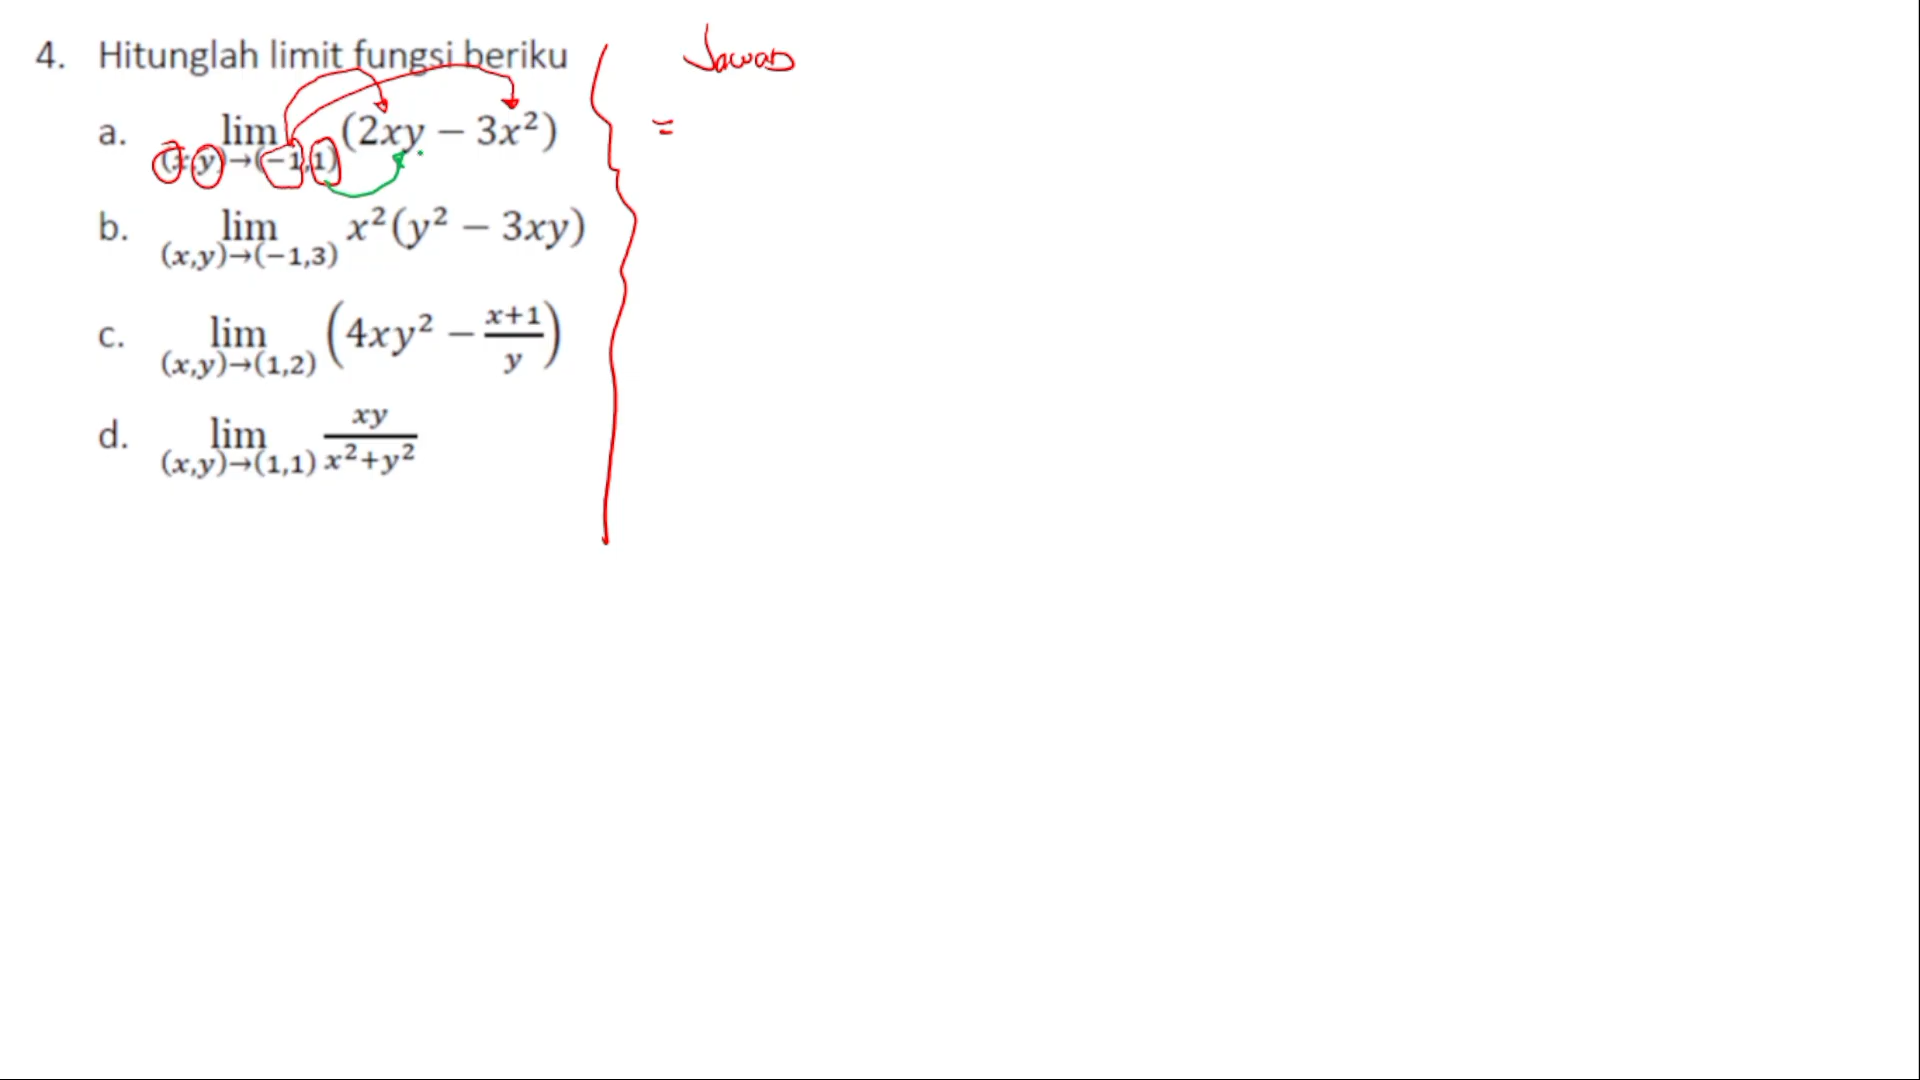 4. Hitunglah limit fungsi beriku
Jawab
a. lim (x,y)→(−1,1) (2xy − 3x²)
=
b. lim (x,y)→(−1,3) x²(y² − 3xy)
c. lim (x,y)→(1,2) (4xy² − x+1/y)
d. lim (x,y)→(1,1) xy/x²+y²